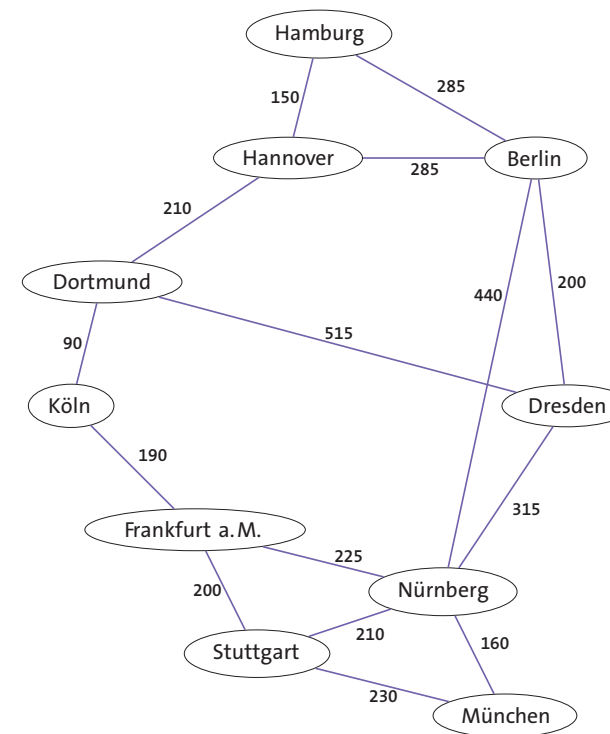 Hamburg
285
150
Hannover
285
Berlin
210
Dortmund
440
200
90
515
Köln
Dresden
190
315
Frankfurt a.M.
225
200
Nürnberg
210
Stuttgart
160
230
München